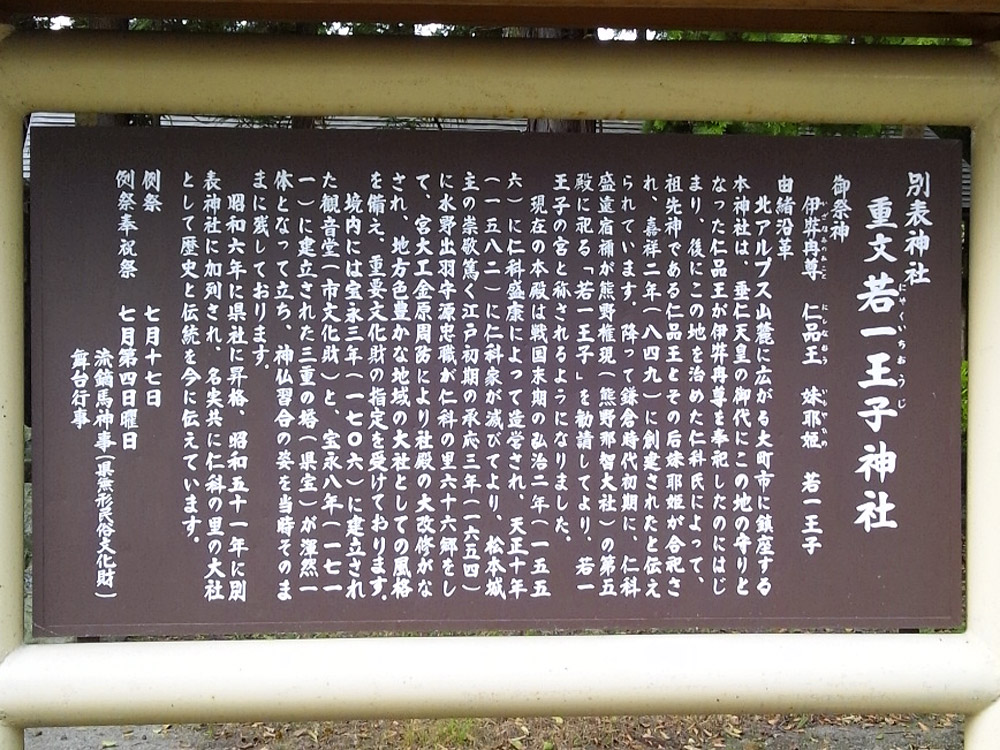 別表神社
重文若一王子神社
にやくいちおうじ
御祭神
伊弉冉尊 仁品王 妹耶姫 若一王子
由緒沿革
北アルプス山麓に広がる大町市に鎮座する
本神社は、垂仁天皇の御代にこの地の守りと
なった仁品王が伊弉冉尊を奉祀したのにはじ
まり、後にこの地を治めた仁科氏によって、
祖先神である仁品王とその后妹耶姫が合祀さ
れ、嘉祥二年(八四九)に創建されたと伝え
られています。降って鎌倉時代初期に、仁科
盛遠宿禰が熊野権現(熊野那智大社)の第五
殿に祀る「若一王子」を勧請してより、若一
王子の宮と称されるようになりました。
現在の本殿は戦国末期の弘治二年(一五五
六)に仁科盛康によって造営され、天正十年
(一五八二)に仁科家が滅びてより、松本城
主の崇敬篤く江戸初期の承応三年(一六五四)
に水野出羽守源忠職が仁科の里六十六郷をし
て、宮大工金原周防により社殿の大改修がな
され、地方色豊かな地域の大社としての風格
を備え、重要文化財の指定を受けております。
境内には宝永三年(一七〇六)に建立され
た観音堂(市文化財)と、宝永八年(一七一
一)に建立された三重の塔(県宝)が渾然一
体となって立ち、神仏習合の姿を当時そのま
まに残しております。
昭和六年に県社に昇格、昭和五十一年に別
表神社に加列され、名実共に仁科の里の大社
として歴史と伝統を今に伝えています。
例祭 七月十七日
例祭奉祝祭 七月第四日曜日
流鏑馬神事(県無形民俗文化財)
舞台行事